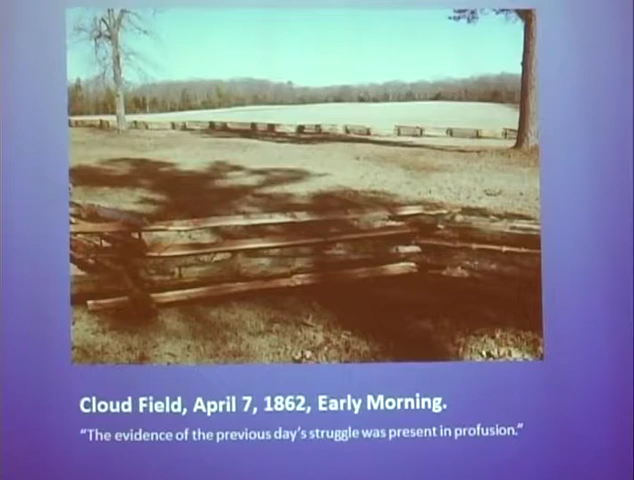 Cloud Field, April 7, 1862, Early Morning.
“The evidence of the previous day’s struggle was present in profusion.”